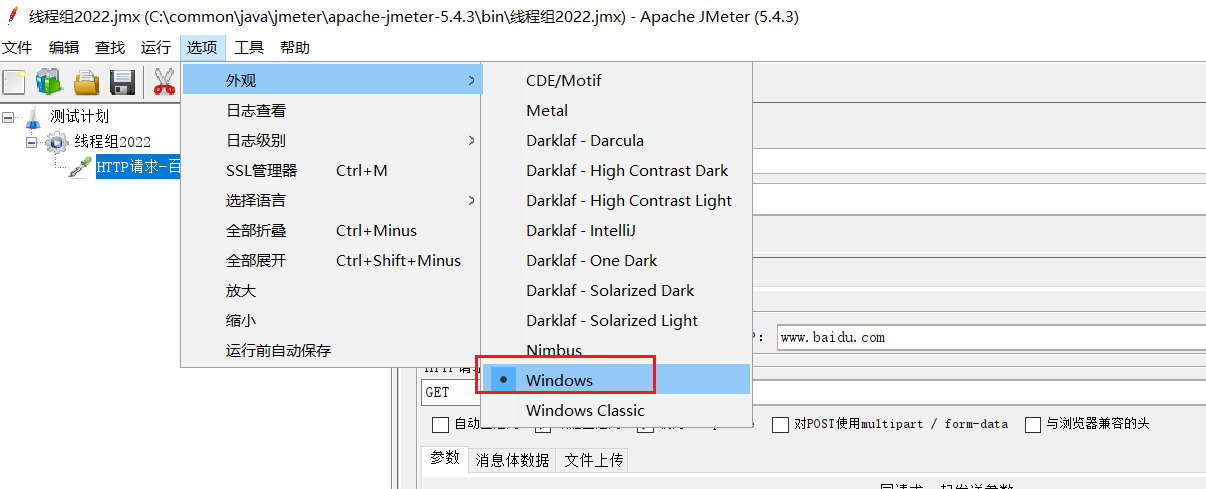 线程组2022.jmx (C:\common\java\jmeter\apache-jmeter-5.4.3\bin\线程组2022.jmx) - Apache JMeter (5.4.3)
文件 编辑 查找 运行 选项 工具 帮助
测试计划
线程组2022
HTTP请求-百
外观
日志查看
日志级别
SSL管理器 Ctrl+M
选择语言
全部折叠 Ctrl+Minus
全部展开 Ctrl+Shift+Minus
放大
缩小
运行前自动保存
CDE/Motif
Metal
Darklaf - Darcula
Darklaf - High Contrast Dark
Darklaf - High Contrast Light
Darklaf - IntelliJ
Darklaf - One Dark
Darklaf - Solarized Dark
Darklaf - Solarized Light
Nimbus
Windows
Windows Classic
www.baidu.com
GET
自动 对POST使用multipart / form-data 与浏览器兼容的头
参数 消息体数据 文件上传
同请求一起发送参数